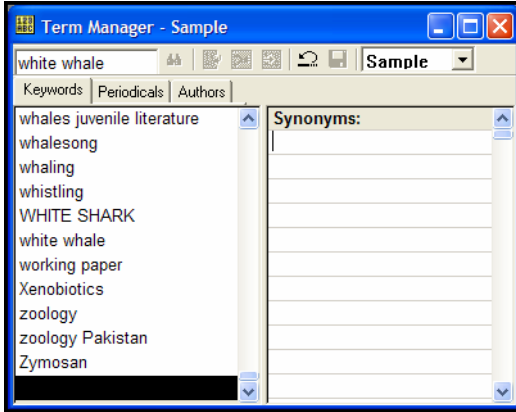 Term Manager - Sample
white whale
Sample
Keywords Periodicals Authors
Synonyms:
whales juvenile literature
whalesong
whaling
whistling
WHITE SHARK
white whale
working paper
Xenobiotics
zoology
zoology Pakistan
Zymosan